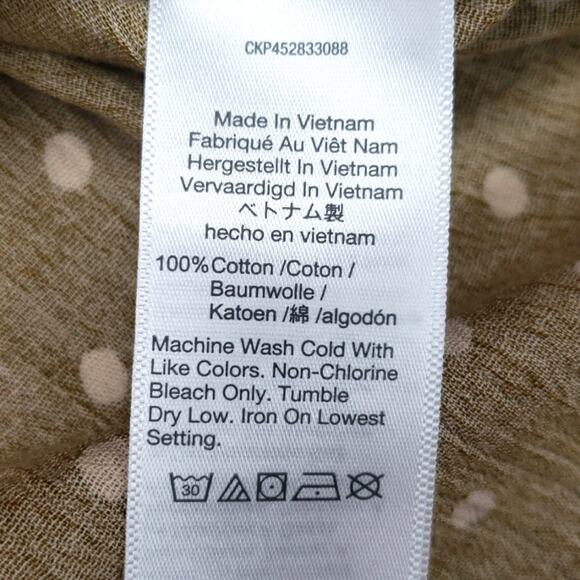 CKP452833088
Made In Vietnam
Fabriqué Au Viêt Nam
Hergestellt In Vietnam
Vervaardigd In Vietnam
ベトナム製
hecho en vietnam
100%Cotton /Coton /
Baumwolle /
Katoen /綿 /algodón
Machine Wash Cold With
Like Colors. Non-Chlorine
Bleach Only. Tumble
Dry Low. Iron On Lowest
Setting.
30